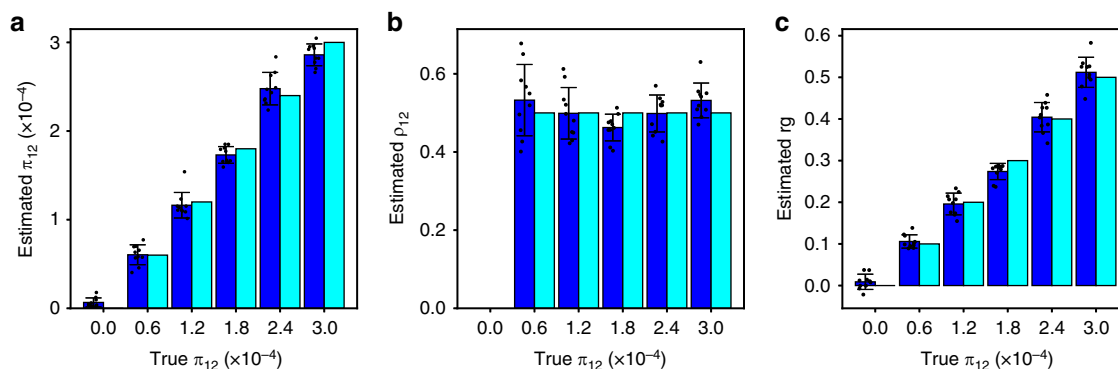 a
Estimated π12 (×10–4)
3
2
1
0
0.0 0.6 1.2 1.8 2.4 3.0
True π12 (×10–4)
b
Estimated ρ12
0.6
0.4
0.2
0.0
0.0 0.6 1.2 1.8 2.4 3.0
True π12 (×10–4)
c
Estimated rg
0.6
0.5
0.4
0.3
0.2
0.1
0.0
0.0 0.6 1.2 1.8 2.4 3.0
True π12 (×10–4)